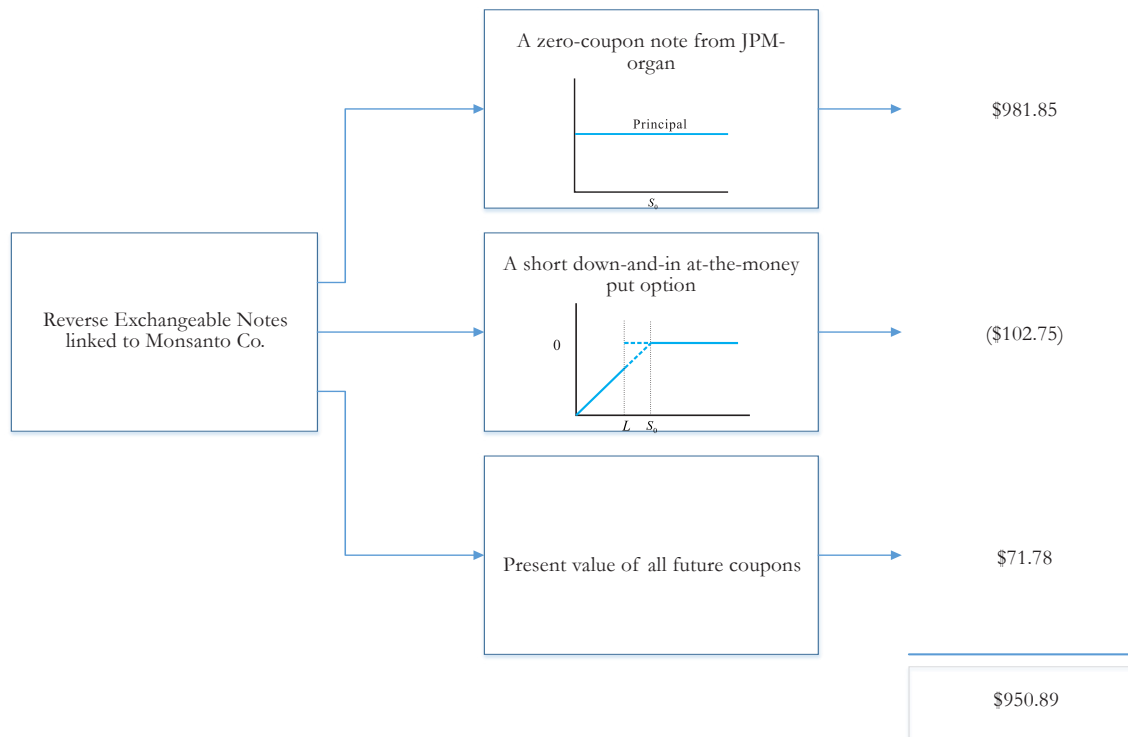 A zero-coupon note from JPM-
organ
Principal
S₀
$981.85
Reverse Exchangeable Notes
linked to Monsanto Co.
A short down-and-in at-the-money
put option
0
L S₀
($102.75)
Present value of all future coupons
$71.78
$950.89